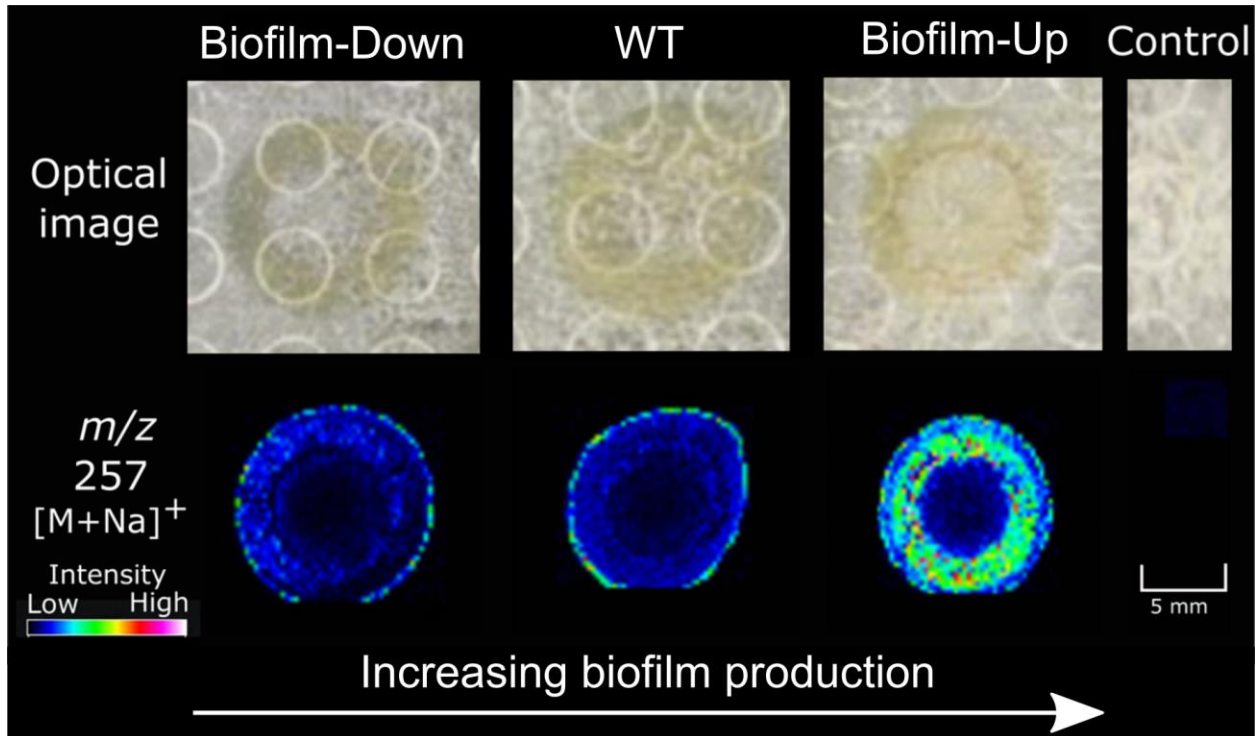 Biofilm-Down WT Biofilm-Up Control
Optical
image
m/z
257
[M+Na]+
Intensity
Low High
5 mm
Increasing biofilm production